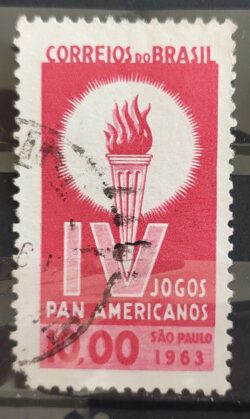 CORREIOS DO BRASIL
IV JOGOS
PAN AMERICANOS
10,00 SÃO PAULO
1963